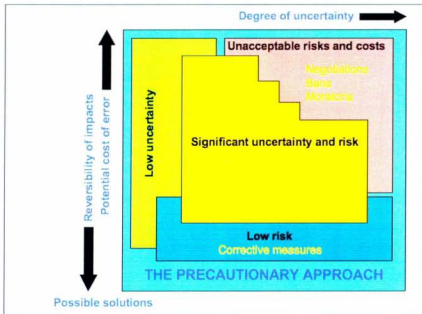 Degree of uncertainty
Unacceptable risks and costs
Negotiations
Bans
Moratoria
Reversibility of impacts
Potential cost of error
Low uncertainty
Significant uncertainty and risk
Low risk
Corrective measures
THE PRECAUTIONARY APPROACH
Possible solutions